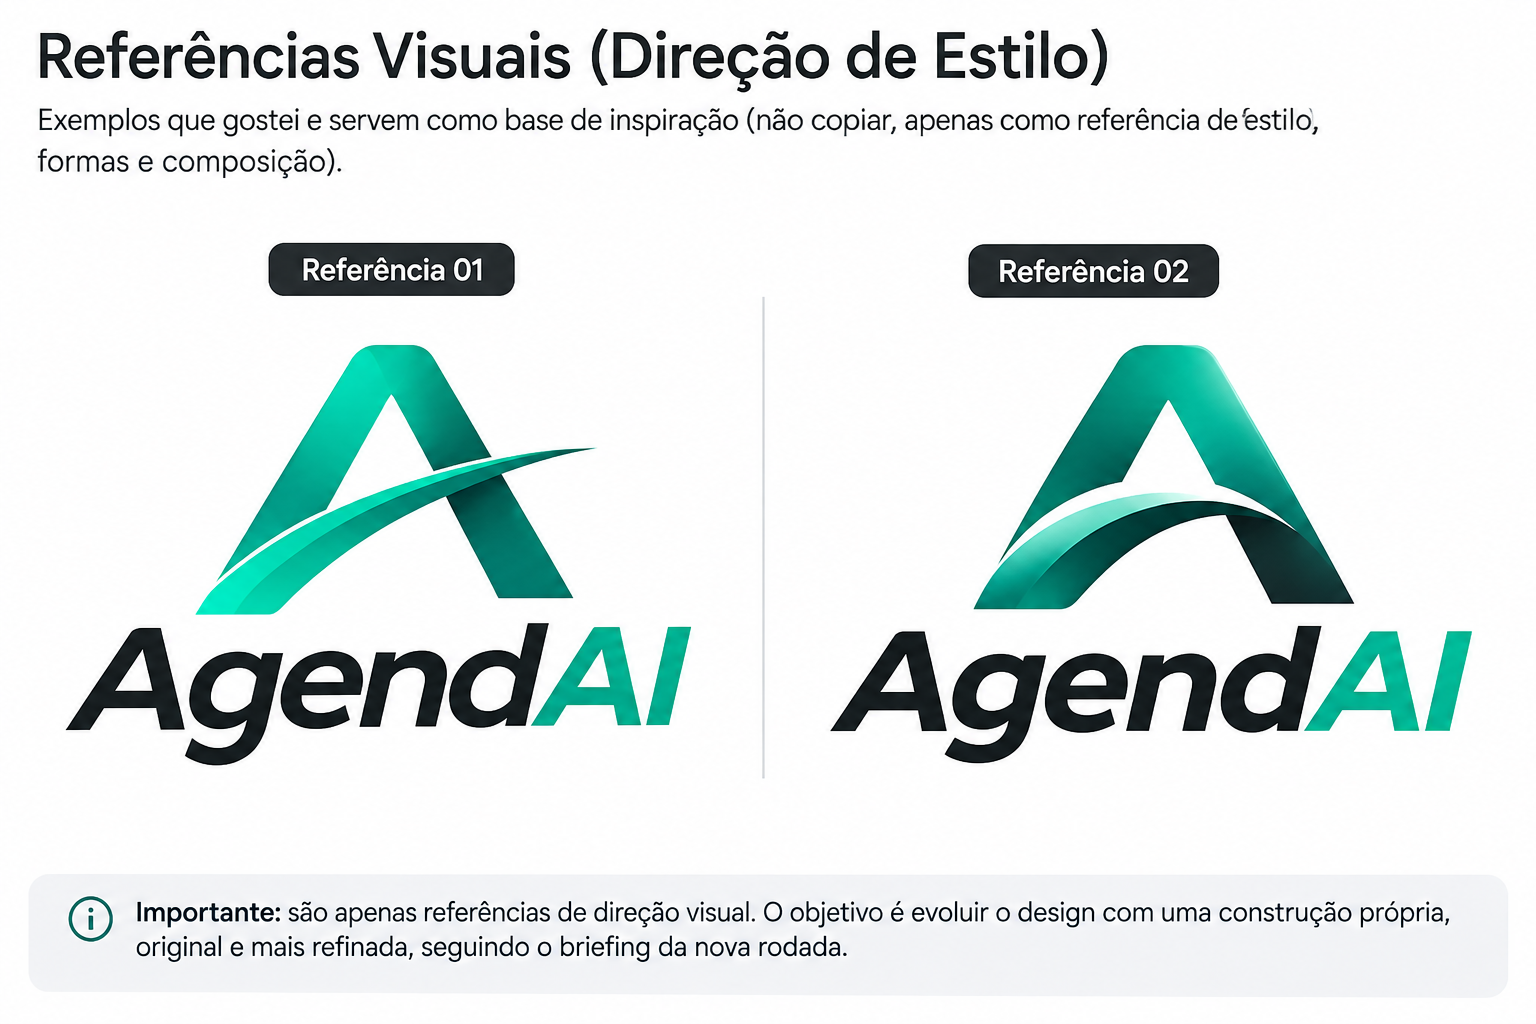 Referências Visuais (Direção de Estilo)
Exemplos que gostei e servem como base de inspiração (não copiar, apenas como referência de estilo,
formas e composição).
Referência 01
Referência 02
AgendAI
AgendAI
Importante: são apenas referências de direção visual. O objetivo é evoluir o design com uma construção própria,
original e mais refinada, seguindo o briefing da nova rodada.